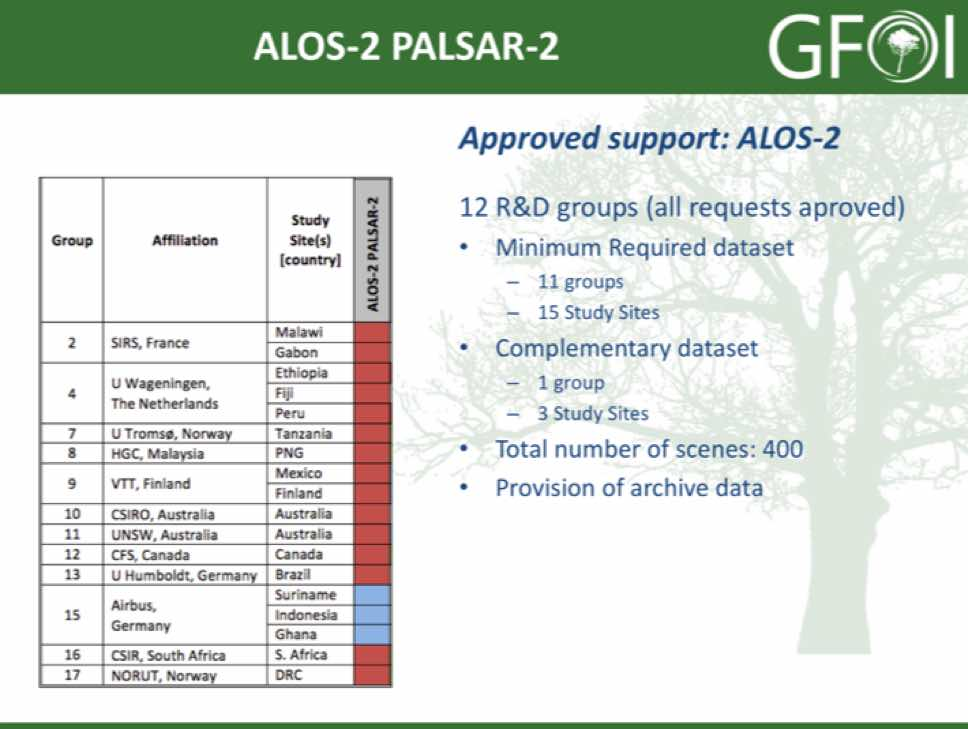 ALOS-2 PALSAR-2
GFOI
Approved support: ALOS-2
12 R&D groups (all requests aproved)
• Minimum Required dataset
– 11 groups
– 15 Study Sites
• Complementary dataset
– 1 group
– 3 Study Sites
• Total number of scenes: 400
• Provision of archive data
Group Affiliation Study Site(s) [country] ALOS-2 PALSAR-2
2 SIRS, France Malawi
Gabon
4 U Wageningen, The Netherlands Ethiopia
Fiji
Peru
7 U Tromsø, Norway Tanzania
8 HGC, Malaysia PNG
9 VTT, Finland Mexico
Finland
10 CSIRO, Australia Australia
11 UNSW, Australia Australia
12 CFS, Canada Canada
13 U Humboldt, Germany Brazil
15 Airbus, Germany Suriname
Indonesia
Ghana
16 CSIR, South Africa S. Africa
17 NORUT, Norway DRC